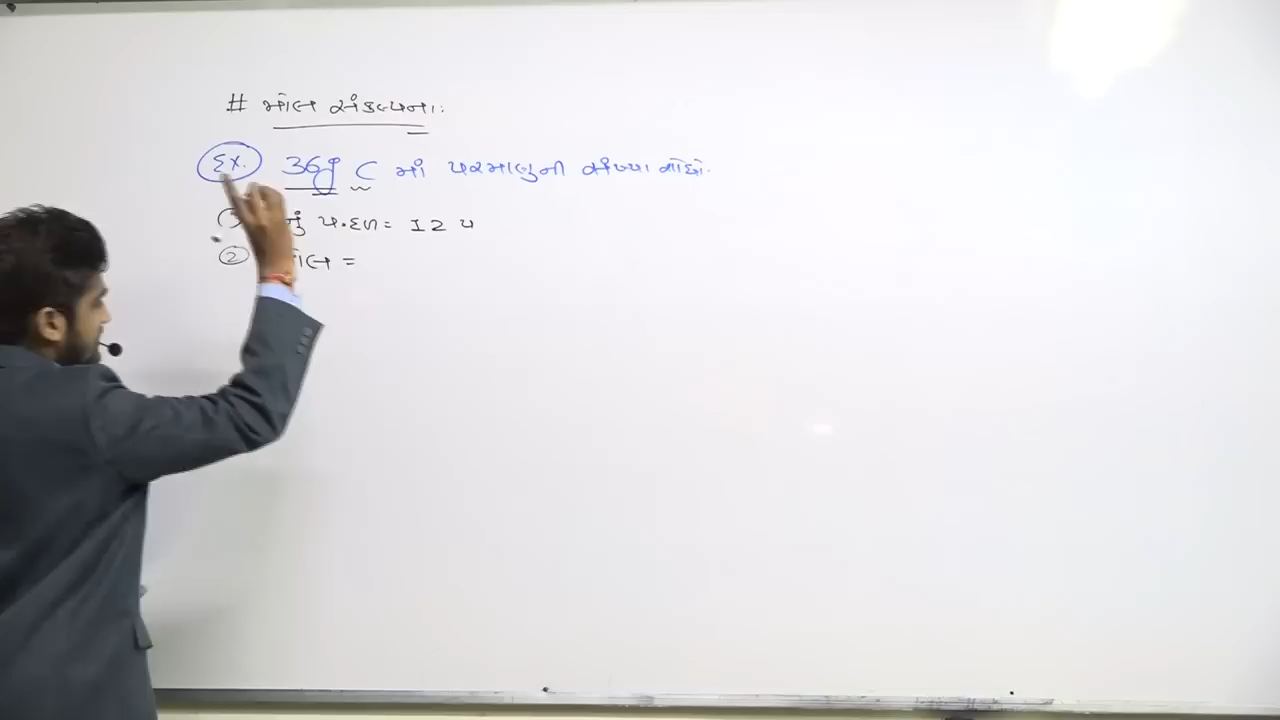 # મોલ સંકલ્પના:
Ex. 36g C માં પરમાણુની સંખ્યા શોધો.
નું પ.દળ = 12 u
② મોલ =